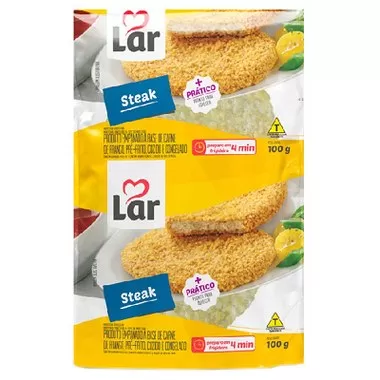 Lar
+
PRÁTICO
Steak
PRODUTO EMPANADO À BASE DE CARNE
DE FRANGO, PRÉ-FRITO, COZIDO E CONGELADO
4 min
T
100 g
Lar
+
PRÁTICO
Steak
PRODUTO EMPANADO À BASE DE CARNE
DE FRANGO, PRÉ-FRITO, COZIDO E CONGELADO
4 min
T
100 g